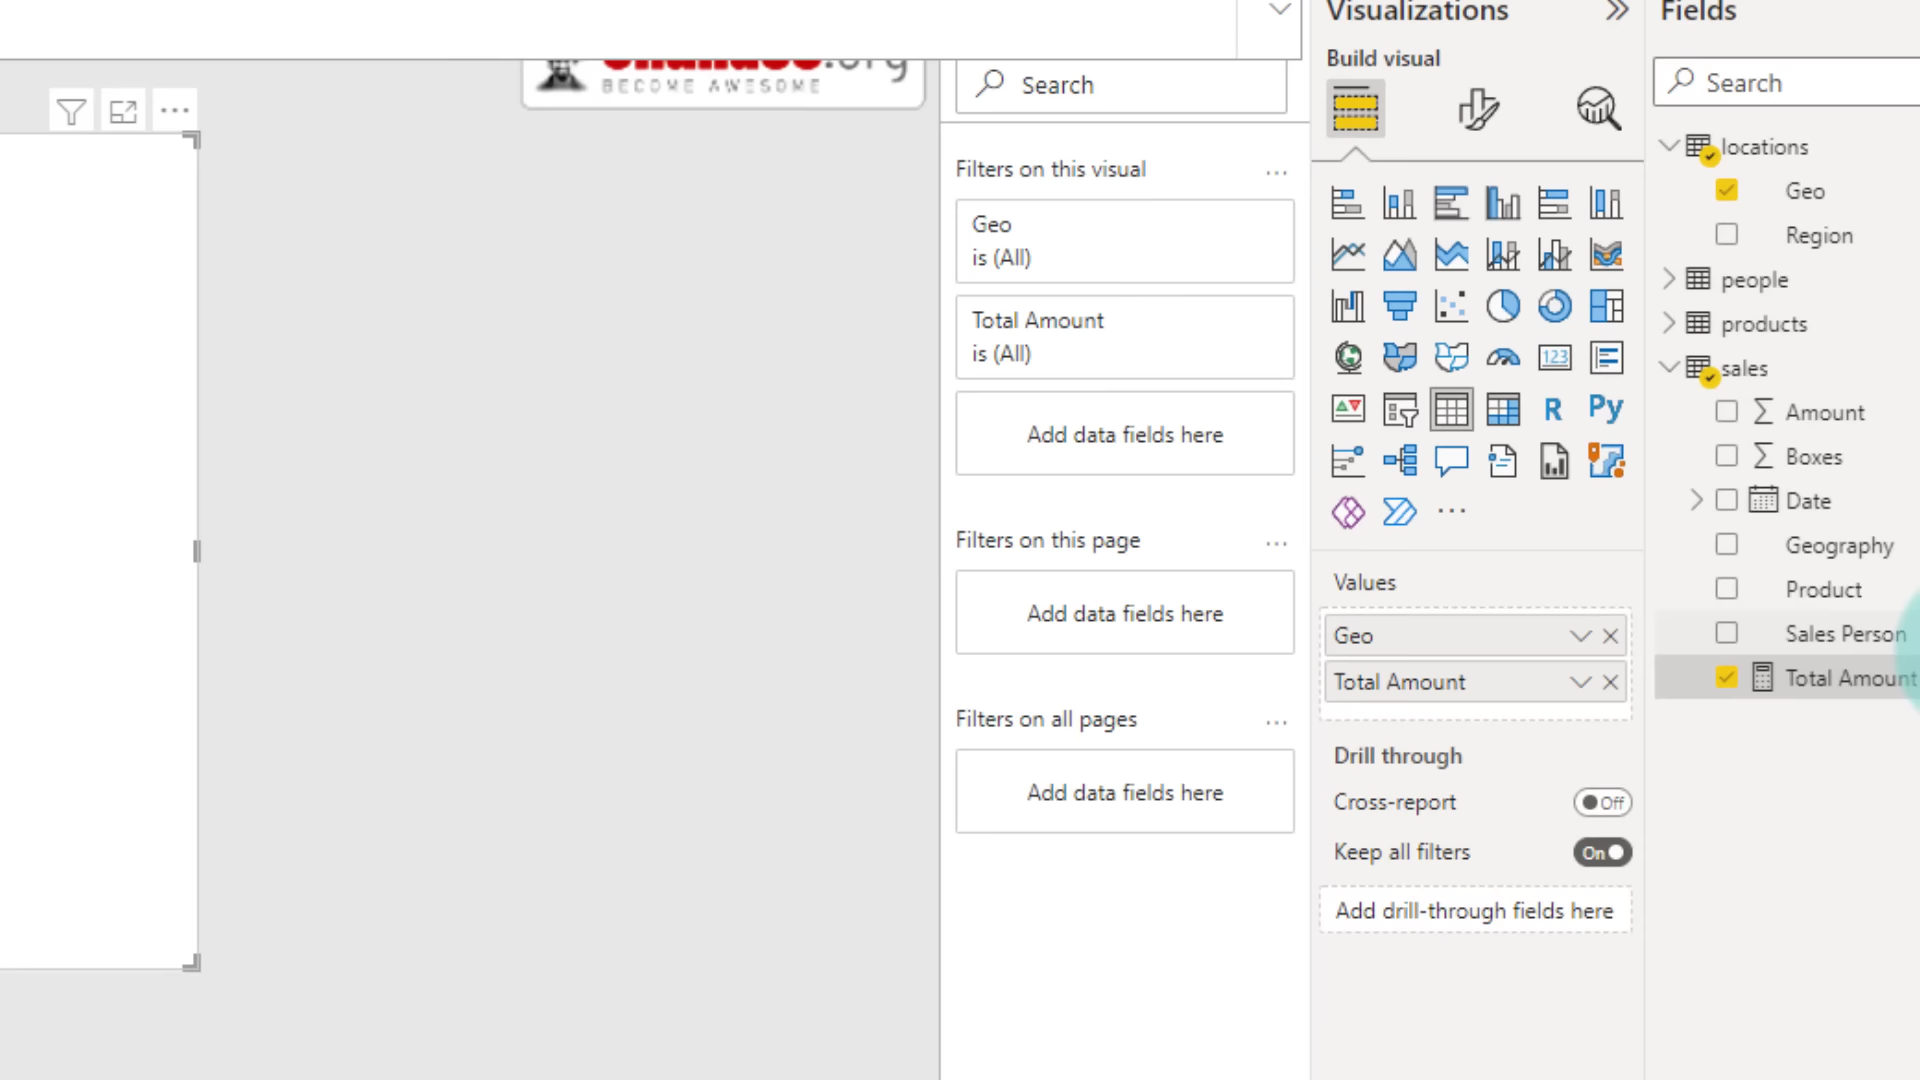 BECOME AWESOME
Search
Filters on this visual
...
Geo
is (All)
Total Amount
is (All)
Add data fields here
Filters on this page
...
Add data fields here
Filters on all pages
...
Add data fields here
Visualizations
Build visual
123
R
Py
...
Values
Geo
Total Amount
Drill through
Cross-report
Off
Keep all filters
On
Add drill-through fields here
Fields
Search
locations
Geo
Region
people
products
sales
Amount
Boxes
Date
Geography
Product
Sales Person
Total Amount